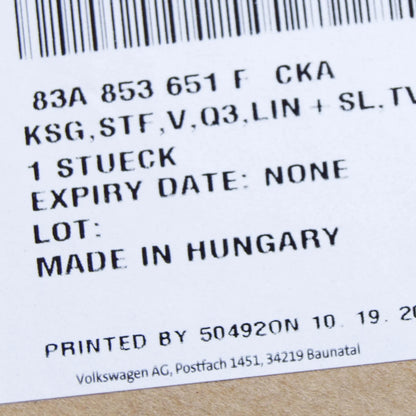 83A 853 651 F CKA
KSG,STF,V,Q3,LIN + SL,TV
1 STUECK
EXPIRY DATE: NONE
LOT:
MADE IN HUNGARY
PRINTED BY 504920N 10. 19. 20
Volkswagen AG, Postfach 1451, 34219 Baunatal